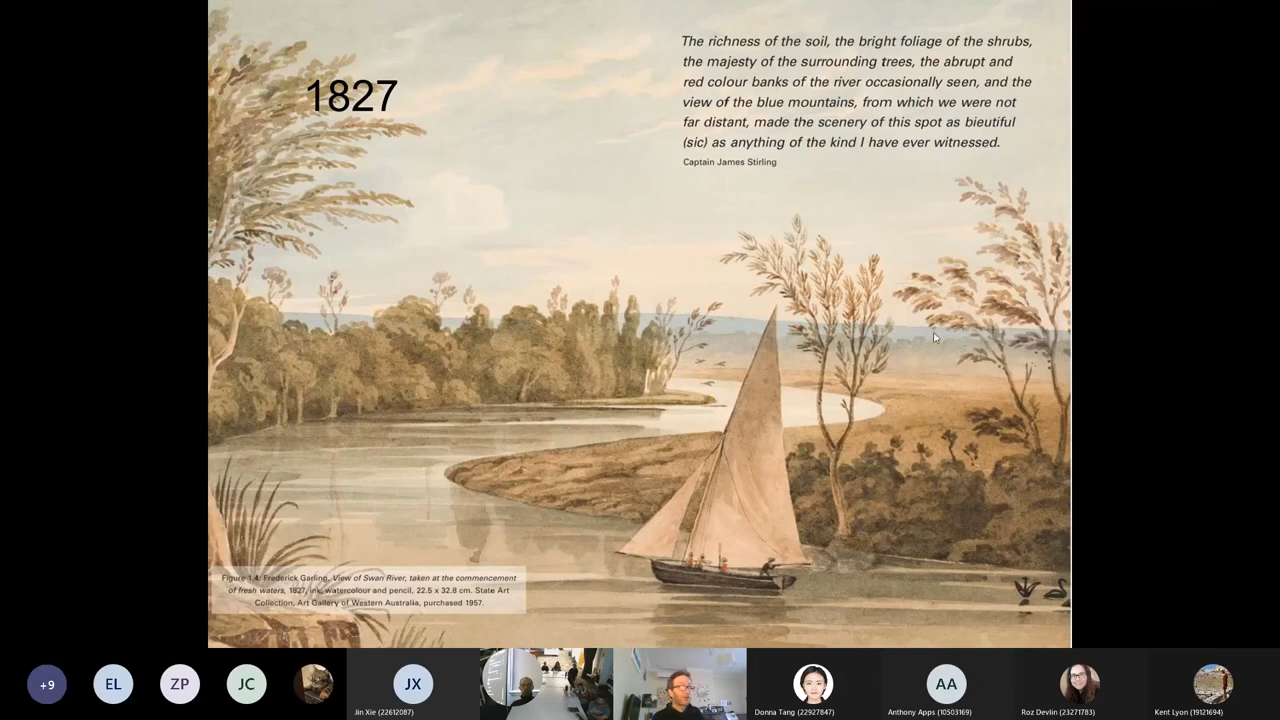 1827
The richness of the soil, the bright foliage of the shrubs,
the majesty of the surrounding trees, the abrupt and
red colour banks of the river occasionally seen, and the
view of the blue mountains, from which we were not
far distant, made the scenery of this spot as bieutiful
(sic) as anything of the kind I have ever witnessed.
Captain James Stirling
Figure 1.4: Frederick Garling, View of Swan River, taken at the commencement
of fresh waters, 1827, ink, watercolour and pencil, 22.5 x 32.8 cm. State Art
Collection, Art Gallery of Western Australia, purchased 1957.
+9
EL
ZP
JC
JX
AA
Jin Xie (22612087)
Donna Tang (22927847)
Anthony Apps (10503169)
Roz Devlin (23271783)
Kent Lyon (19121694)